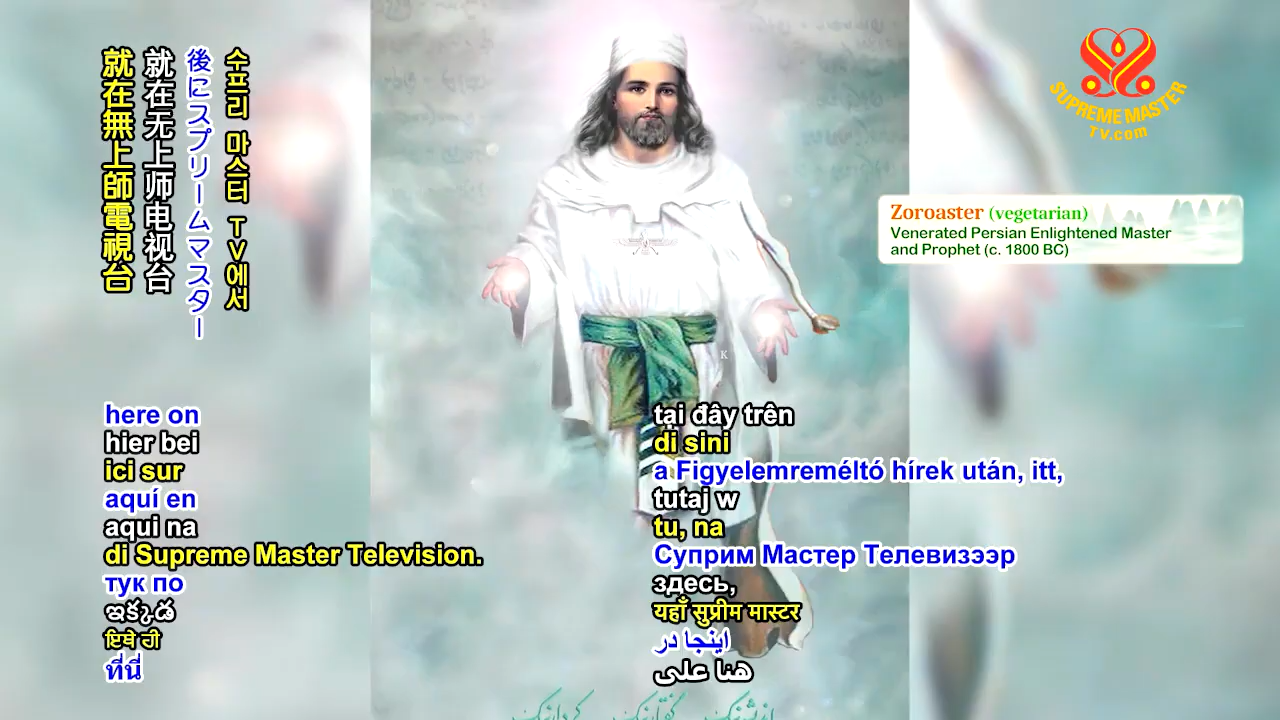 就在無上師電視台
就在无上师电视台
後にスプリームマスター
수프리 마스터 TV에서
SUPREME MASTER
TV.com
Zoroaster (vegetarian)
Venerated Persian Enlightened Master
and Prophet (c. 1800 BC)
K
here on
hier bei
ici sur
aquí en
aqui na
di Supreme Master Television.
тук по
ఇక్కడ
ਇਥੇ ਹੀ
ที่นี่
tại đây trên
di sini
a Figyelemreméltó hírek után, itt,
tutaj w
tu, na
Суприм Мастер Телевизээр
здесь,
यहाँ सुप्रीम मास्टर
اینجا در
هنا على